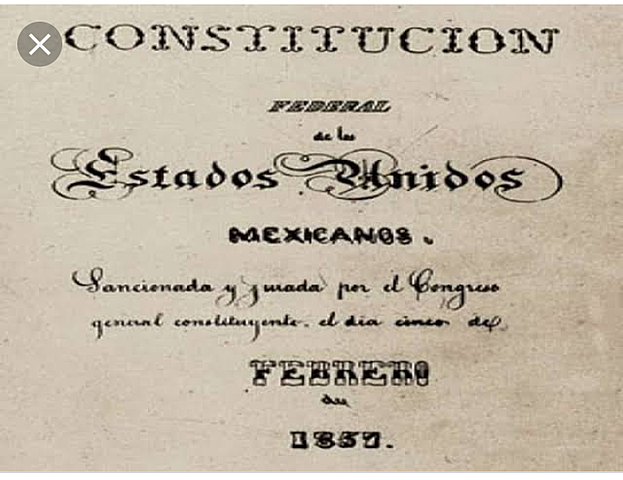 CONSTITUCION
FEDERAL
de los
Estados Unidos
MEXICANOS.
Sancionada y jurada por el Congreso
general constituyente, el dia cinco de
FEBRERO
de
1857.